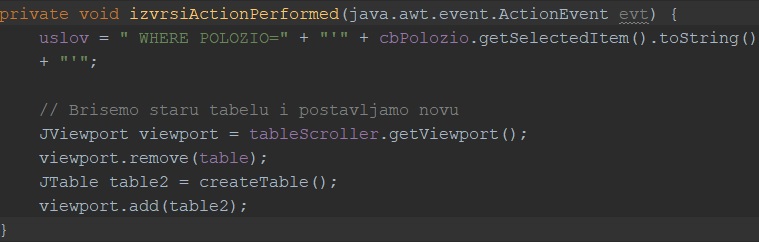 private void izvrsiActionPerformed(java.awt.event.ActionEvent evt) {
uslov = " WHERE POLOZIO=" + "'" + cbPolozio.getSelectedItem().toString()
+ "'";
// Brisemo staru tabelu i postavljamo novu
JViewport viewport = tableScroller.getViewport();
viewport.remove(table);
JTable table2 = createTable();
viewport.add(table2);
}